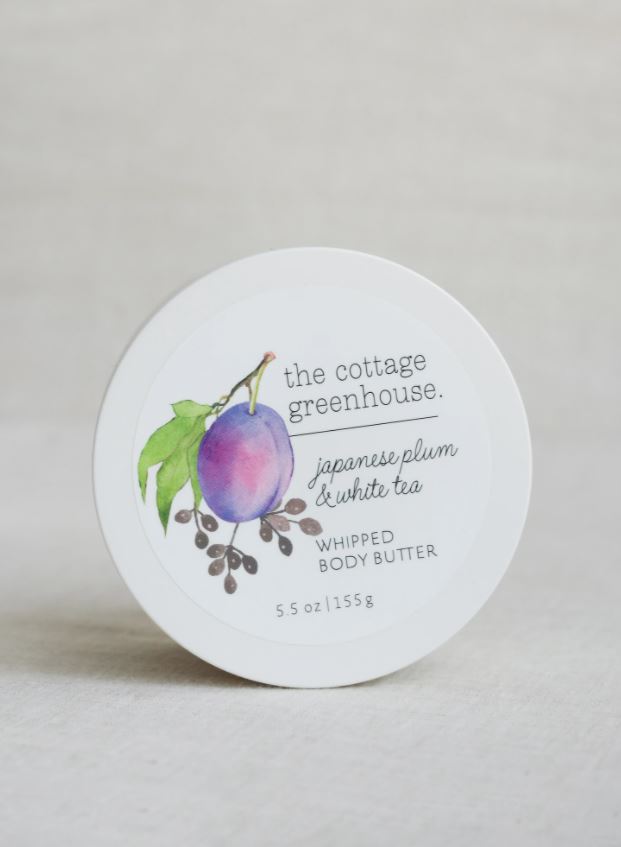 the cottage
greenhouse.
japanese plum
& white tea
WHIPPED
BODY BUTTER
5.5 oz | 155g